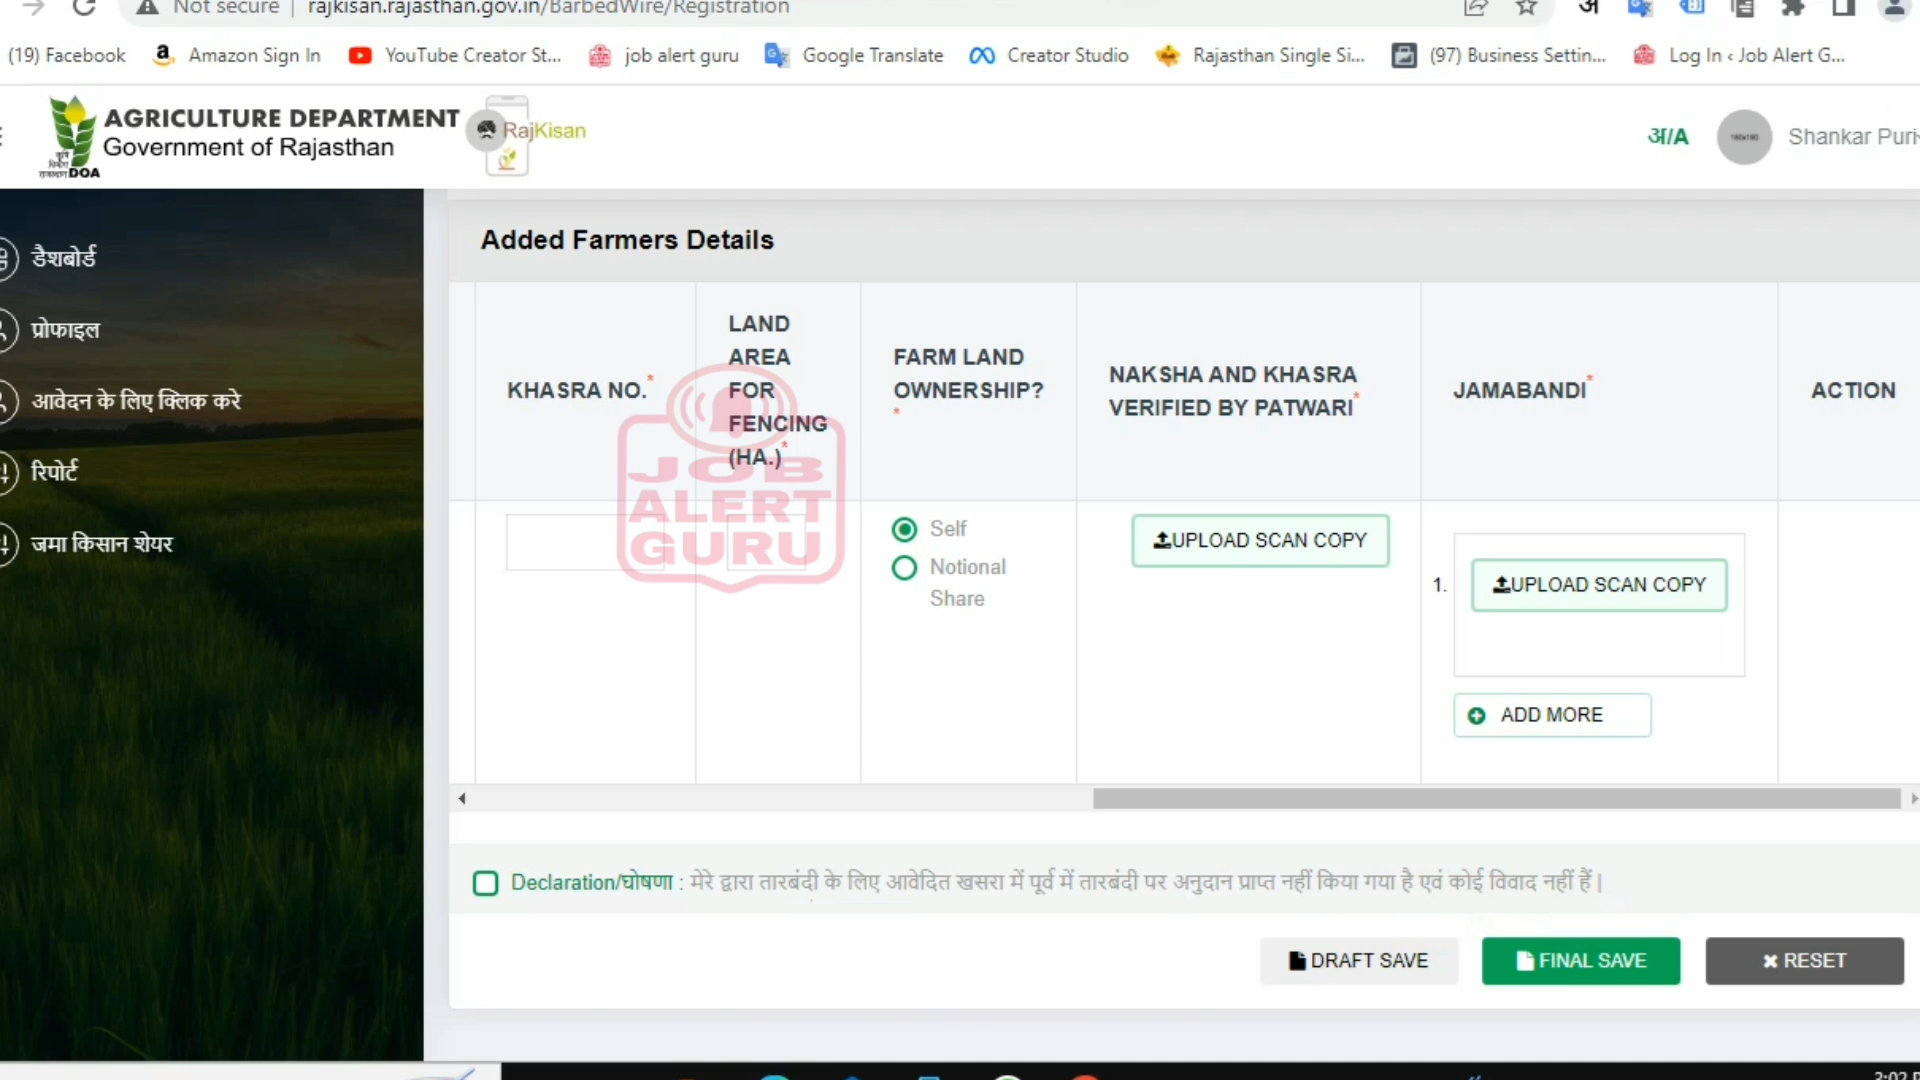 Not secure | rajkisan.rajasthan.gov.in/BarbedWire/Registration
(19) Facebook
Amazon Sign In
YouTube Creator St...
job alert guru
Google Translate
Creator Studio
Rajasthan Single Si...
(97) Business Settin...
Log In ‹ Job Alert G...
AGRICULTURE DEPARTMENT
Government of Rajasthan
DOA
RajKisan
अ/A
Shankar Puri
डैशबोर्ड
प्रोफाइल
आवेदन के लिए क्लिक करे
रिपोर्ट
जमा किसान शेयर
Added Farmers Details
KHASRA NO.*
LAND
AREA
FOR
FENCING
(HA.)*
FARM LAND
OWNERSHIP?
*
NAKSHA AND KHASRA
VERIFIED BY PATWARI*
JAMABANDI*
ACTION
JOB
ALERT
GURU
Self
Notional
Share
UPLOAD SCAN COPY
1.
UPLOAD SCAN COPY
ADD MORE
Declaration/घोषणा : मेरे द्वारा तारबंदी के लिए आवेदित खसरा में पूर्व में तारबंदी पर अनुदान प्राप्त नहीं किया गया है एवं कोई विवाद नहीं हैं |
DRAFT SAVE
FINAL SAVE
RESET